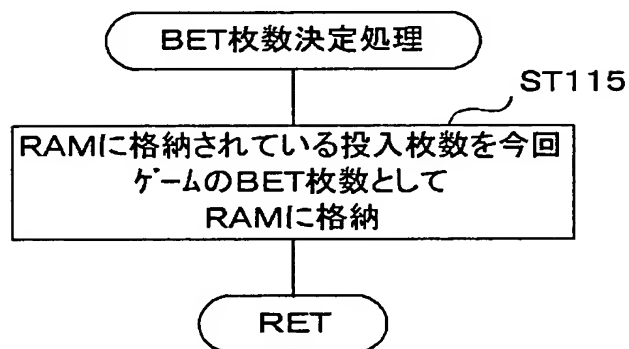 BET枚数決定処理
ST115
RAMに格納されている投入枚数を今回
ゲームのBET枚数として
RAMに格納
RET